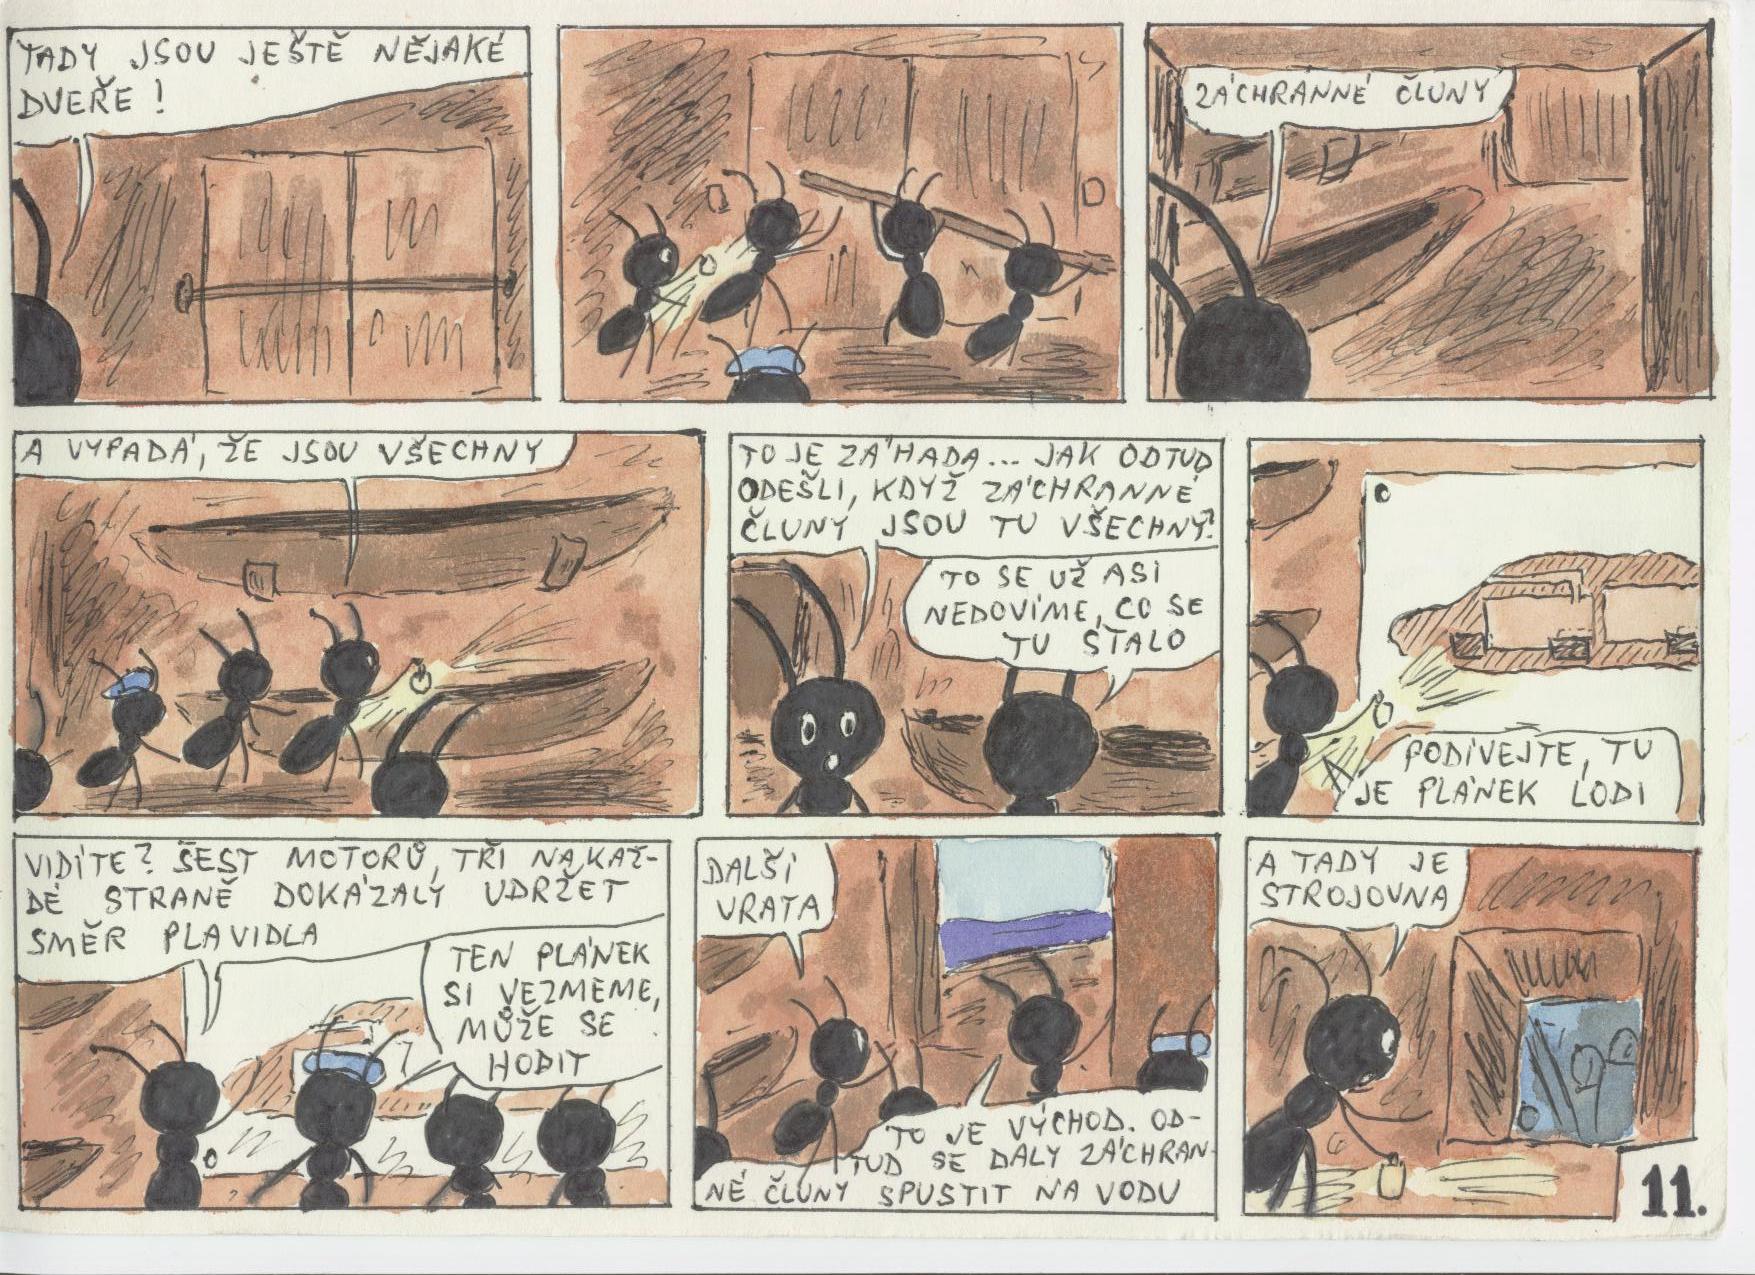 TADY JSOU JEŠTĚ NĚJAKÉ
DVEŘE!
ZÁCHRANNÉ ČLUNY
A VYPADÁ, ŽE JSOU VŠECHNY
TO JE ZÁHADA... JAK ODTUD
ODEŠLI, KDYŽ ZÁCHRANNÉ
ČLUNY JSOU TU VŠECHNY?
TO SE UŽ ASI
NEDOVÍME, CO SE
TU STALO
PODÍVEJTE, TU
JE PLÁNEK LODI
VIDÍTE? ŠEST MOTORŮ, TŘI NA KAŽ-
DÉ STRANĚ DOKÁZALY UDRŽET
SMĚR PLAVIDLA
TEN PLÁNEK
SI VEZMEME,
MŮŽE SE
HODIT
DALŠÍ
VRATA
TO JE VÝCHOD. OD-
TUD SE DALY ZÁCHRAN-
NÉ ČLUNY SPUSTIT NA VODU
A TADY JE
STROJOVNA
11.